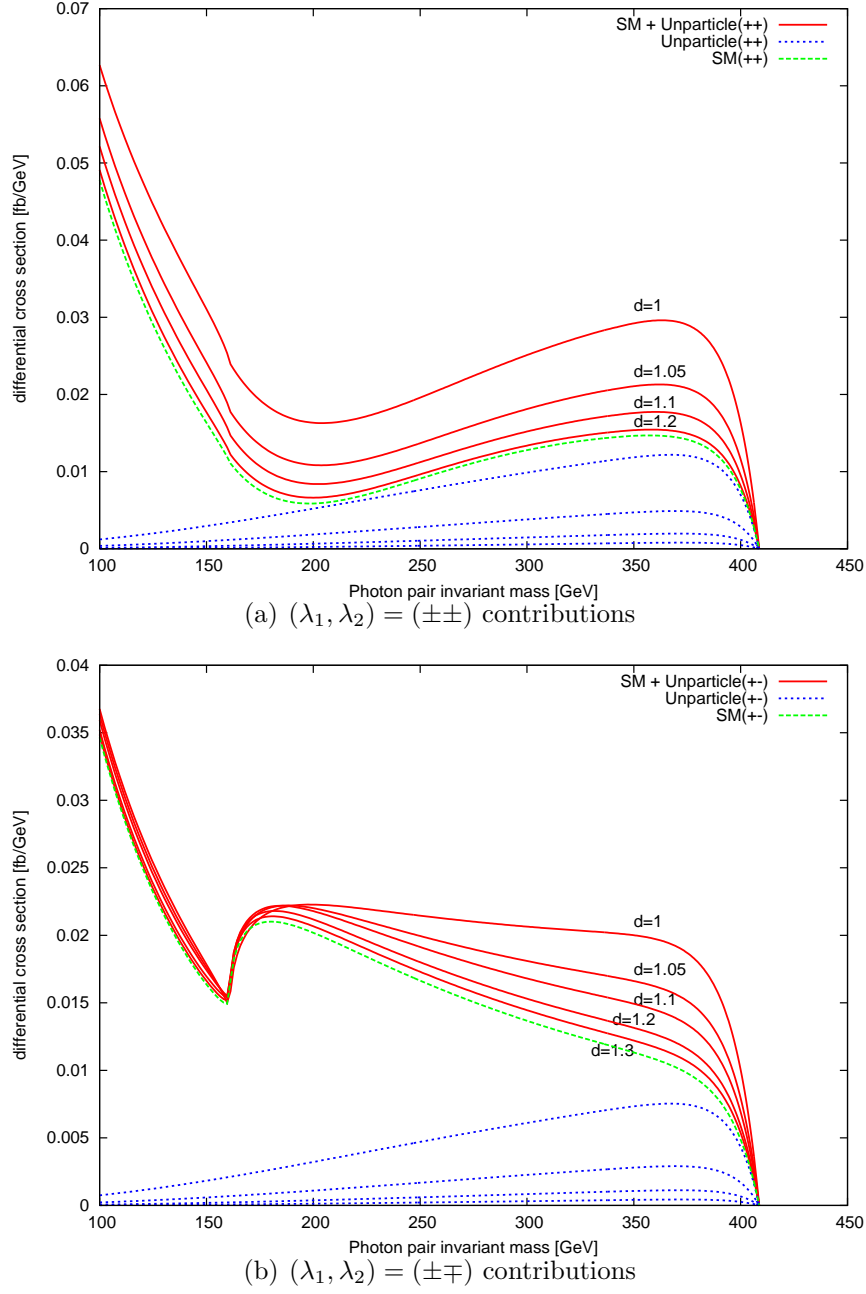 0.07
0.06
0.05
0.04
0.03
0.02
0.01
0
differential cross section [fb/GeV]
SM + Unparticle(++)
Unparticle(++)
SM(++)
d=1
d=1.05
d=1.1
d=1.2
100 150 200 250 300 350 400 450
Photon pair invariant mass [GeV]
(a) (λ₁, λ₂) = (±±) contributions
0.04
0.035
0.03
0.025
0.02
0.015
0.01
0.005
0
differential cross section [fb/GeV]
SM + Unparticle(+-)
Unparticle(+-)
SM(+-)
d=1
d=1.05
d=1.1
d=1.2
d=1.3
100 150 200 250 300 350 400 450
Photon pair invariant mass [GeV]
(b) (λ₁, λ₂) = (±∓) contributions